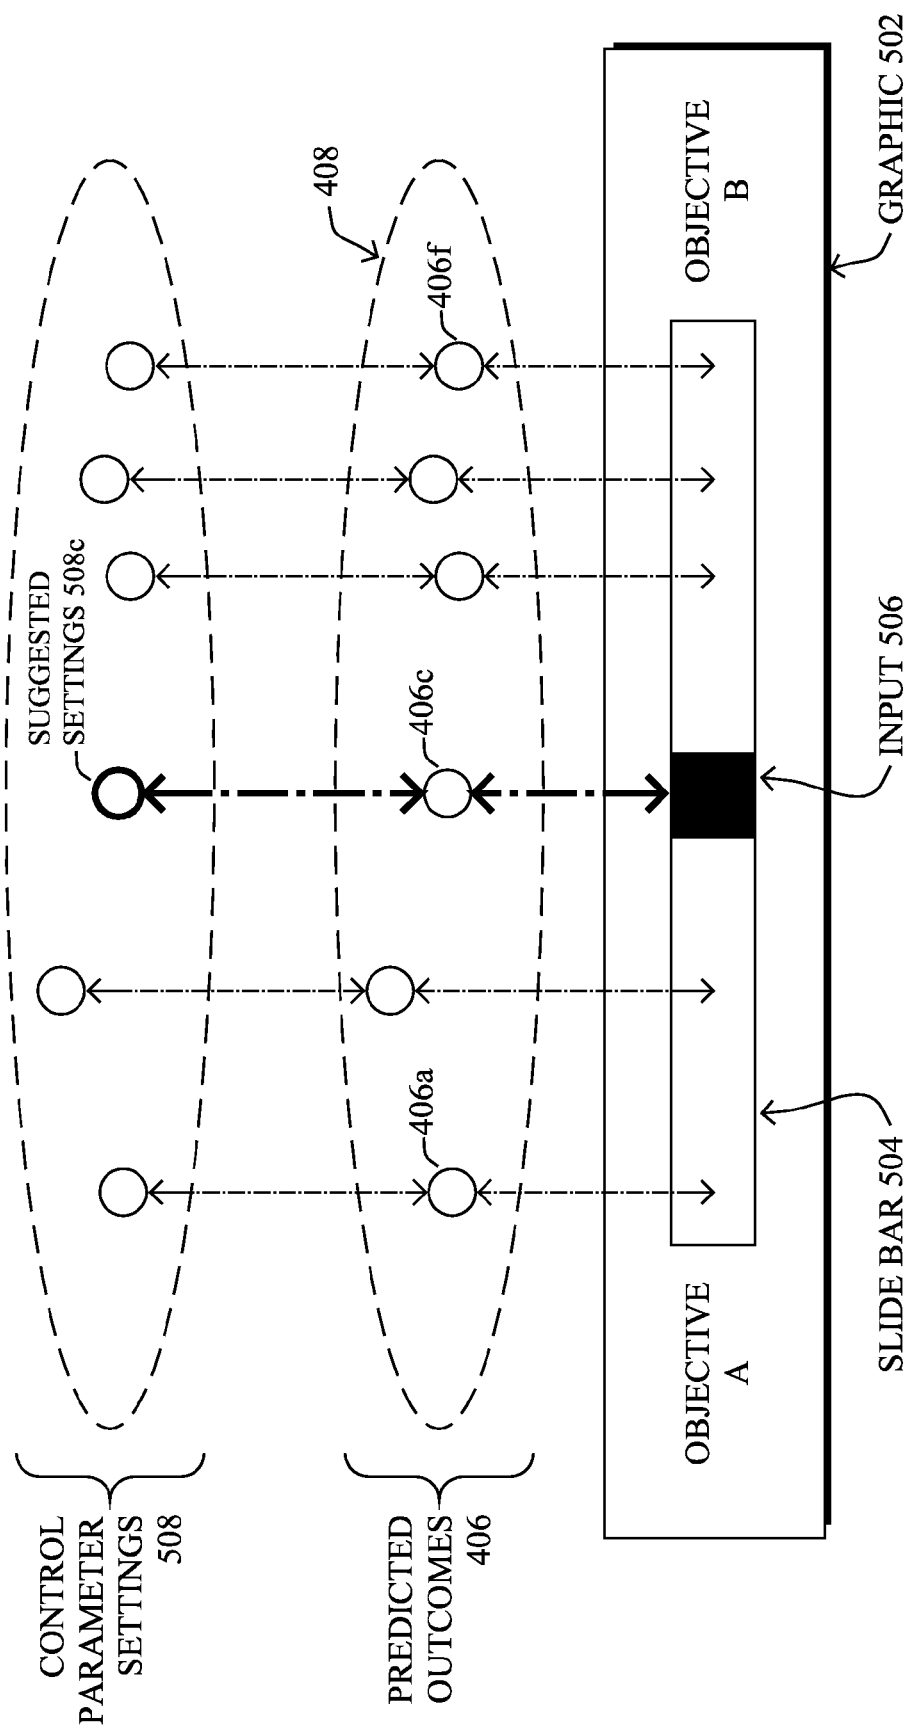 CONTROL
PARAMETER
SETTINGS
508
SUGGESTED
SETTINGS 508c
PREDICTED
OUTCOMES
406
406a
406c
406f
408
OBJECTIVE
A
OBJECTIVE
B
SLIDE BAR 504
INPUT 506
GRAPHIC 502